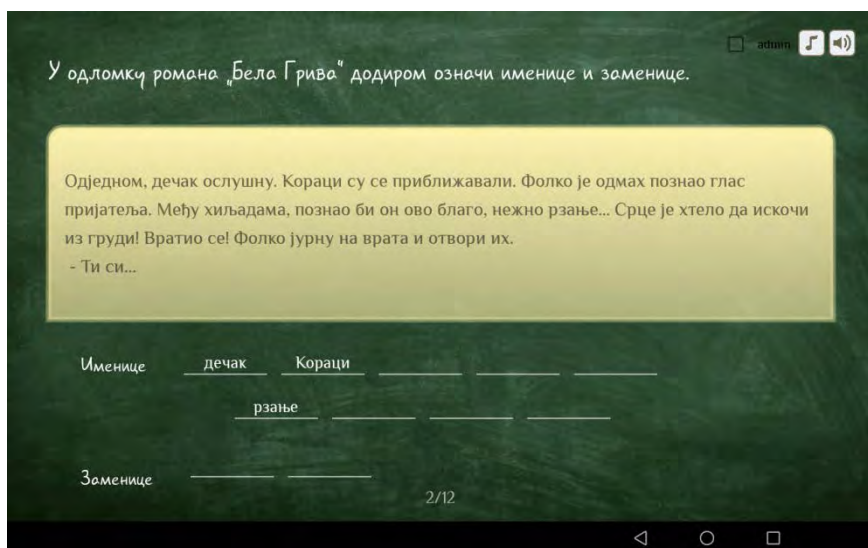 admin
У одломку романа „Бела Грива“ додиром означи именице и заменице.
Одједном, дечак ослушну. Кораци су се приближавали. Фолко је одмах познао глас
пријатеља. Међу хиљадама, познао би он ово благо, нежно рзање... Срце је хтело да искочи
из груди! Вратио се! Фолко јурну на врата и отвори их.
- Ти си...
Именице дечак Кораци
рзање
Заменице
2/12